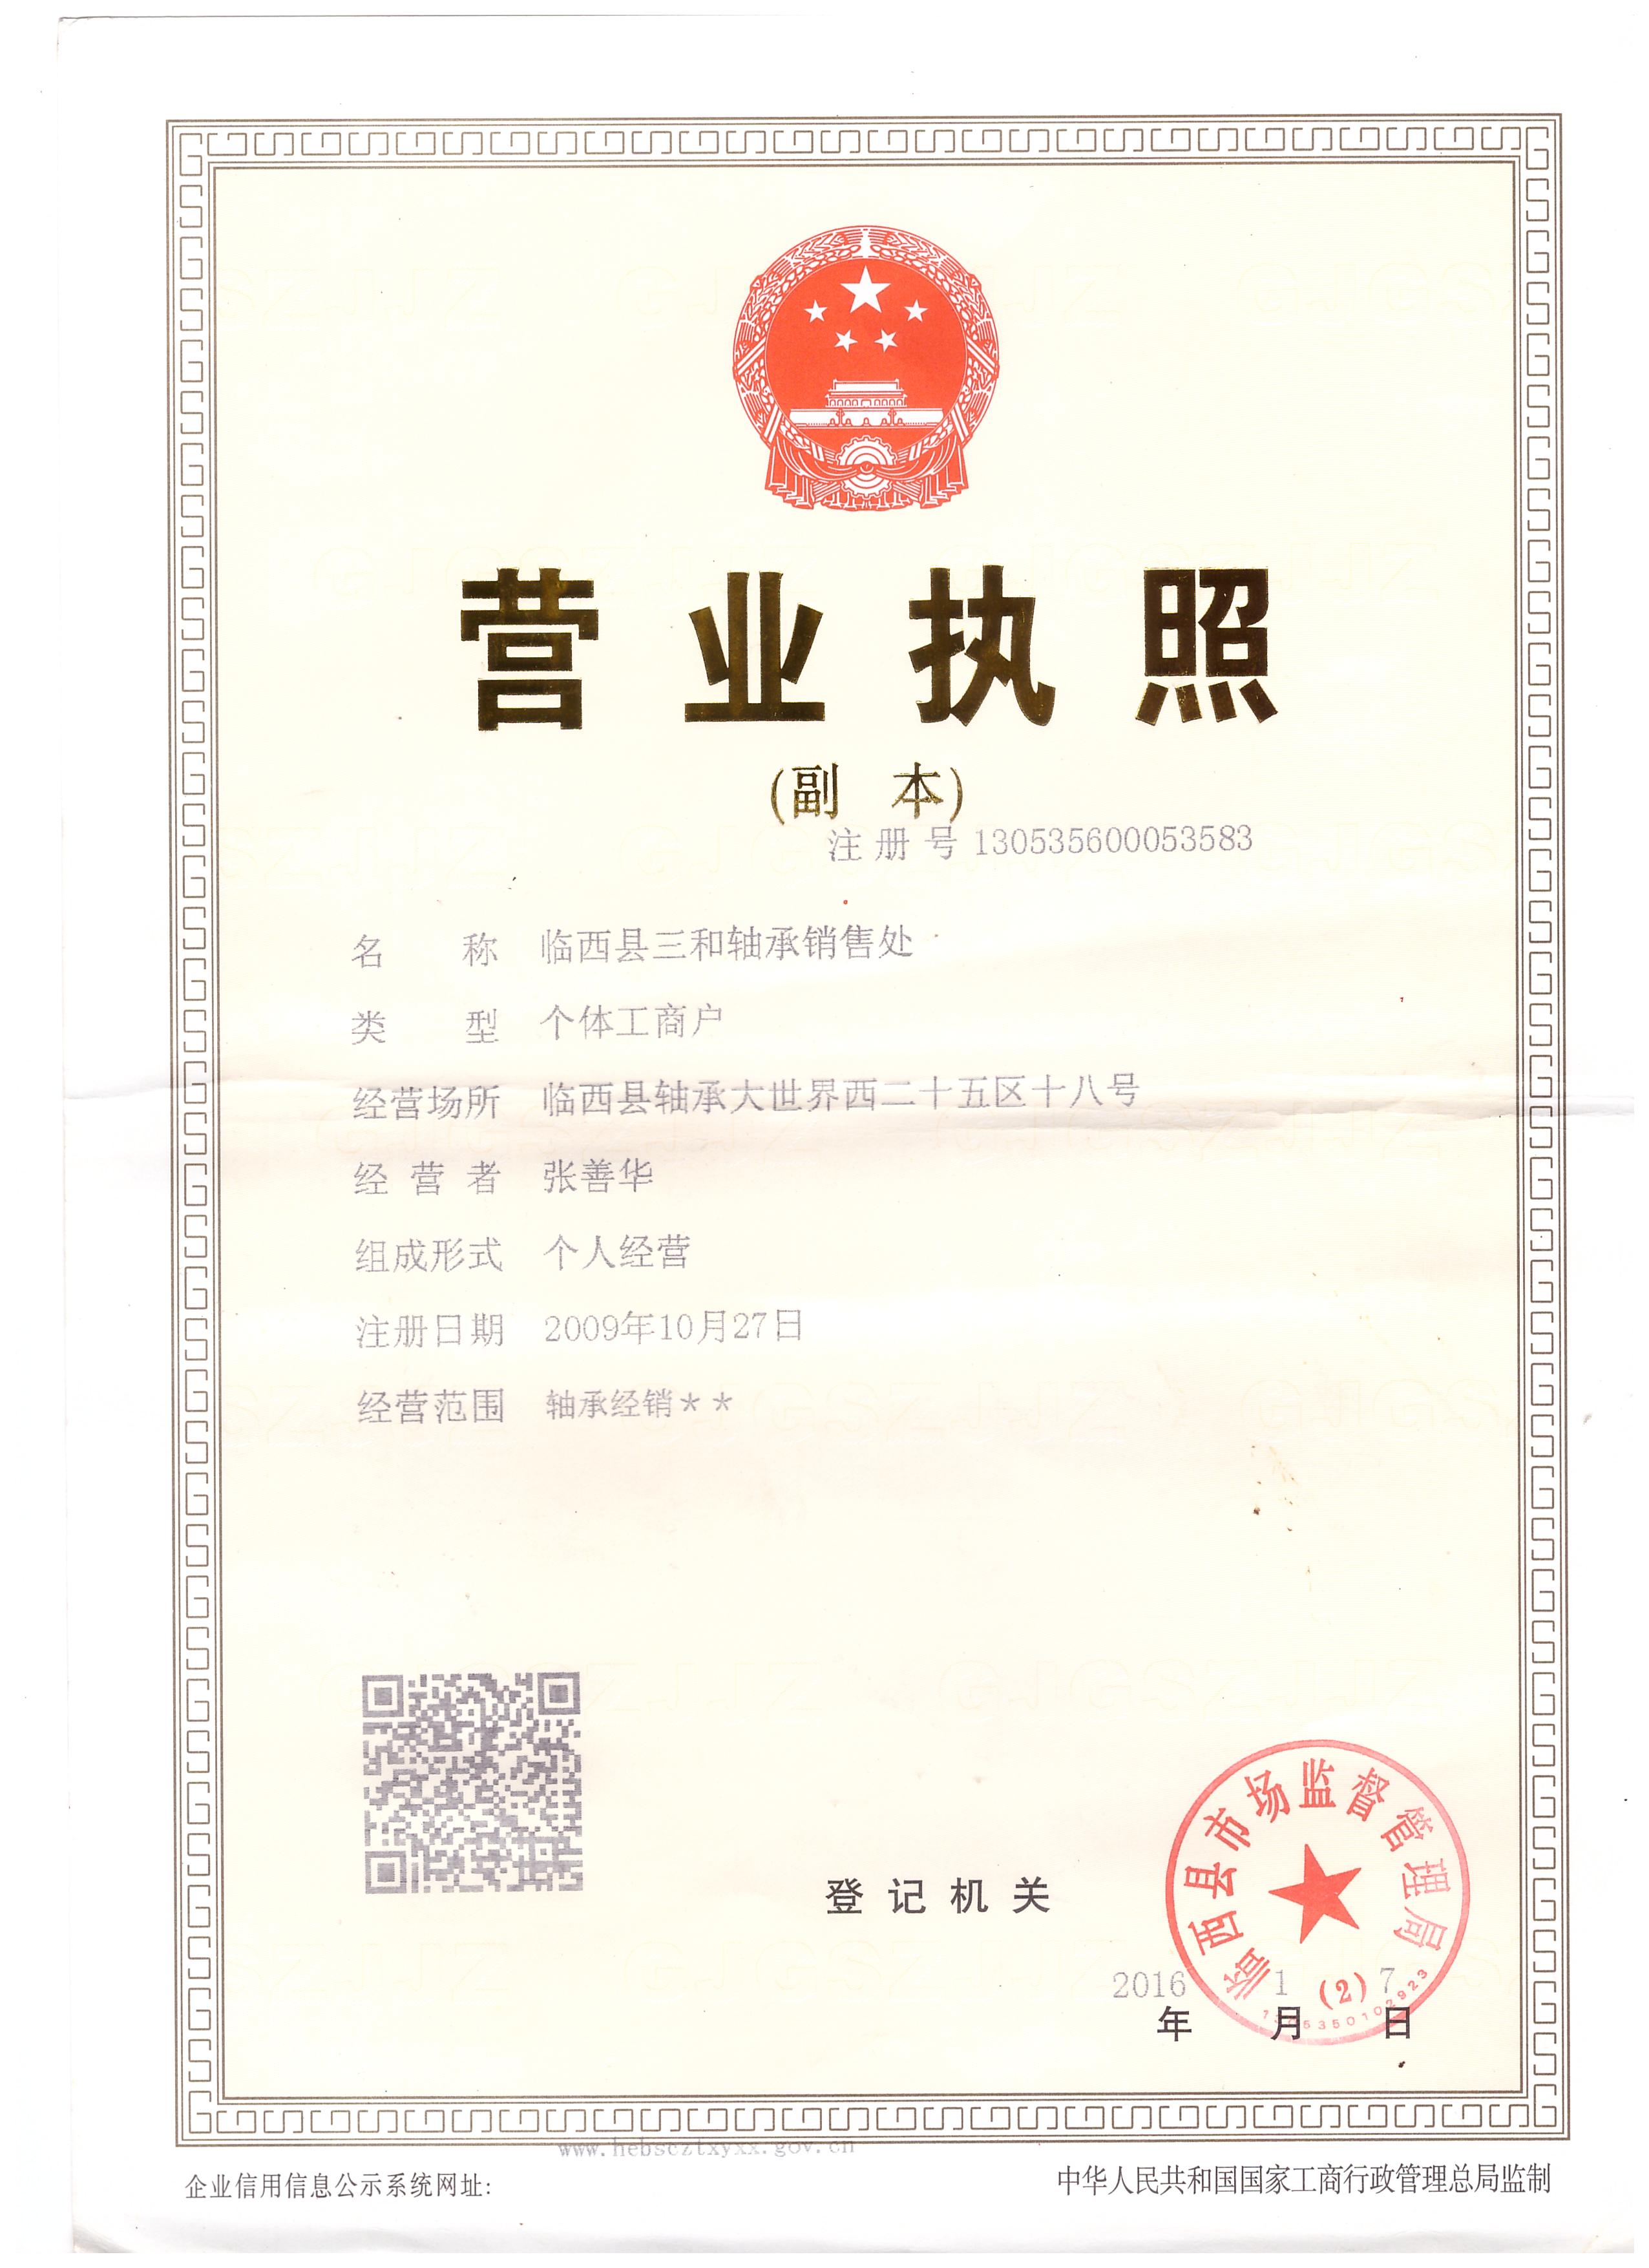 营业执照
(副 本)
注 册 号 130535600053583
名 称 临西县三和轴承销售处
类 型 个体工商户
经营场所 临西县轴承大世界西二十五区十八号
经 营 者 张善华
组成形式 个人经营
注册日期 2009年10月27日
经营范围 轴承经销**
登 记 机 关
临西县市场监督管理局
(2)
2016 1 7
年 月 日
www.hebscztxyxx.gov.cn
企业信用信息公示系统网址:
中华人民共和国国家工商行政管理总局监制